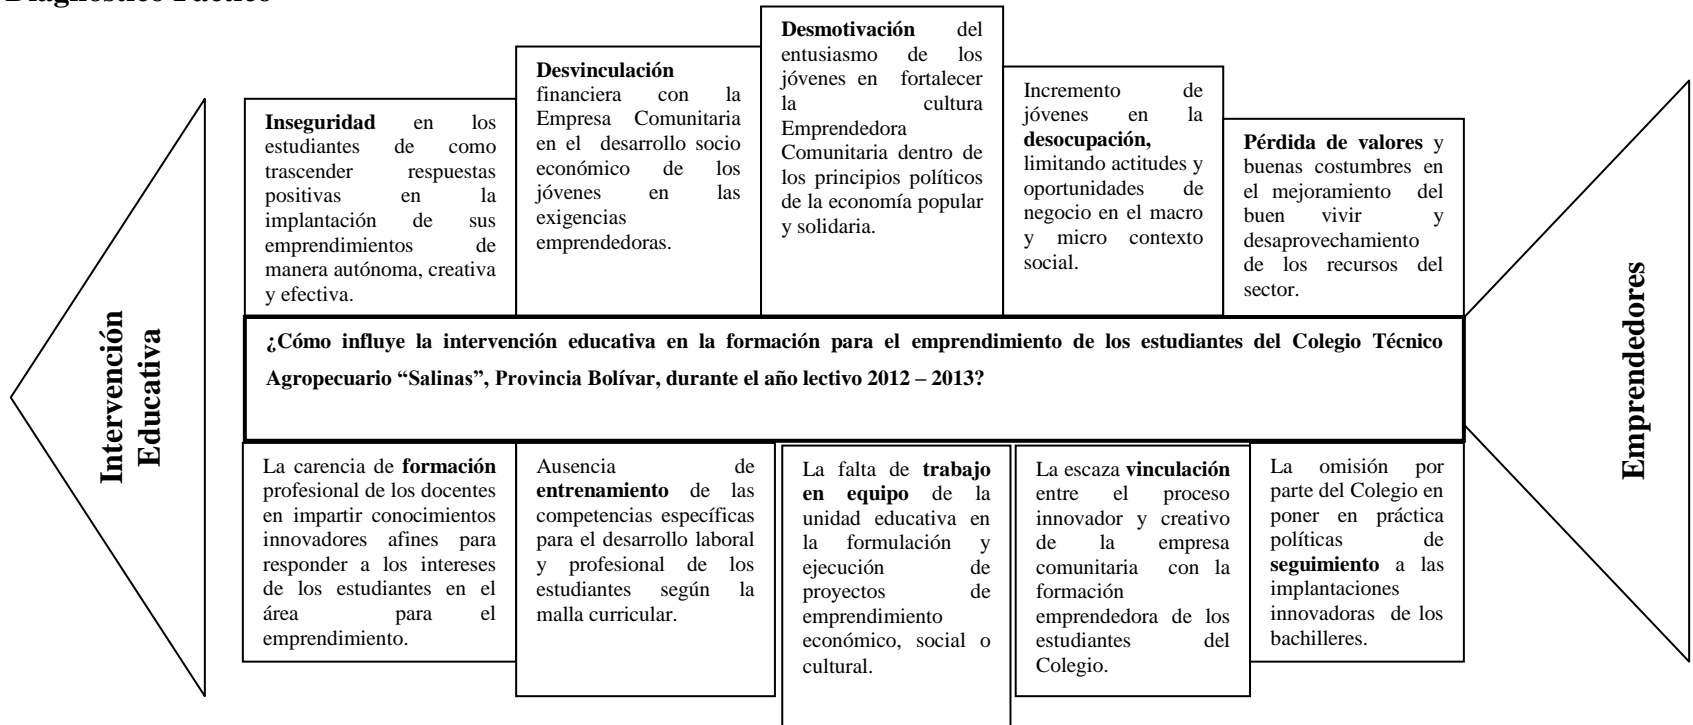 Diagnóstico Fáctico
Inseguridad en los
estudiantes de como
trascender respuestas
positivas en la
implantación de sus
emprendimientos de
manera autónoma, creativa
y efectiva.
Desvinculación
financiera con la
Empresa Comunitaria
en el desarrollo socio
económico de los
jóvenes en las
exigencias
emprendedoras.
Desmotivación del
entusiasmo de los
jóvenes en fortalecer
la cultura
Emprendedora
Comunitaria dentro de
los principios políticos
de la economía popular
y solidaria.
Incremento de
jóvenes en la
desocupación,
limitando actitudes y
oportunidades de
negocio en el macro
y micro contexto
social.
Pérdida de valores y
buenas costumbres en
el mejoramiento del
buen vivir y
desaprovechamiento
de los recursos del
sector.
Intervención
Educativa
¿Cómo influye la intervención educativa en la formación para el emprendimiento de los estudiantes del Colegio Técnico
Agropecuario “Salinas”, Provincia Bolívar, durante el año lectivo 2012 – 2013?
Emprendedores
La carencia de formación
profesional de los docentes
en impartir conocimientos
innovadores afines para
responder a los intereses
de los estudiantes en el
área para el
emprendimiento.
Ausencia de
entrenamiento de las
competencias específicas
para el desarrollo laboral
y profesional de los
estudiantes según la
malla curricular.
La falta de trabajo
en equipo de la
unidad educativa en
la formulación y
ejecución de
proyectos de
emprendimiento
económico, social o
cultural.
La escaza vinculación
entre el proceso
innovador y creativo
de la empresa
comunitaria con la
formación
emprendedora de los
estudiantes del
Colegio.
La omisión por
parte del Colegio en
poner en práctica
políticas de
seguimiento a las
implantaciones
innovadoras de los
bachilleres.